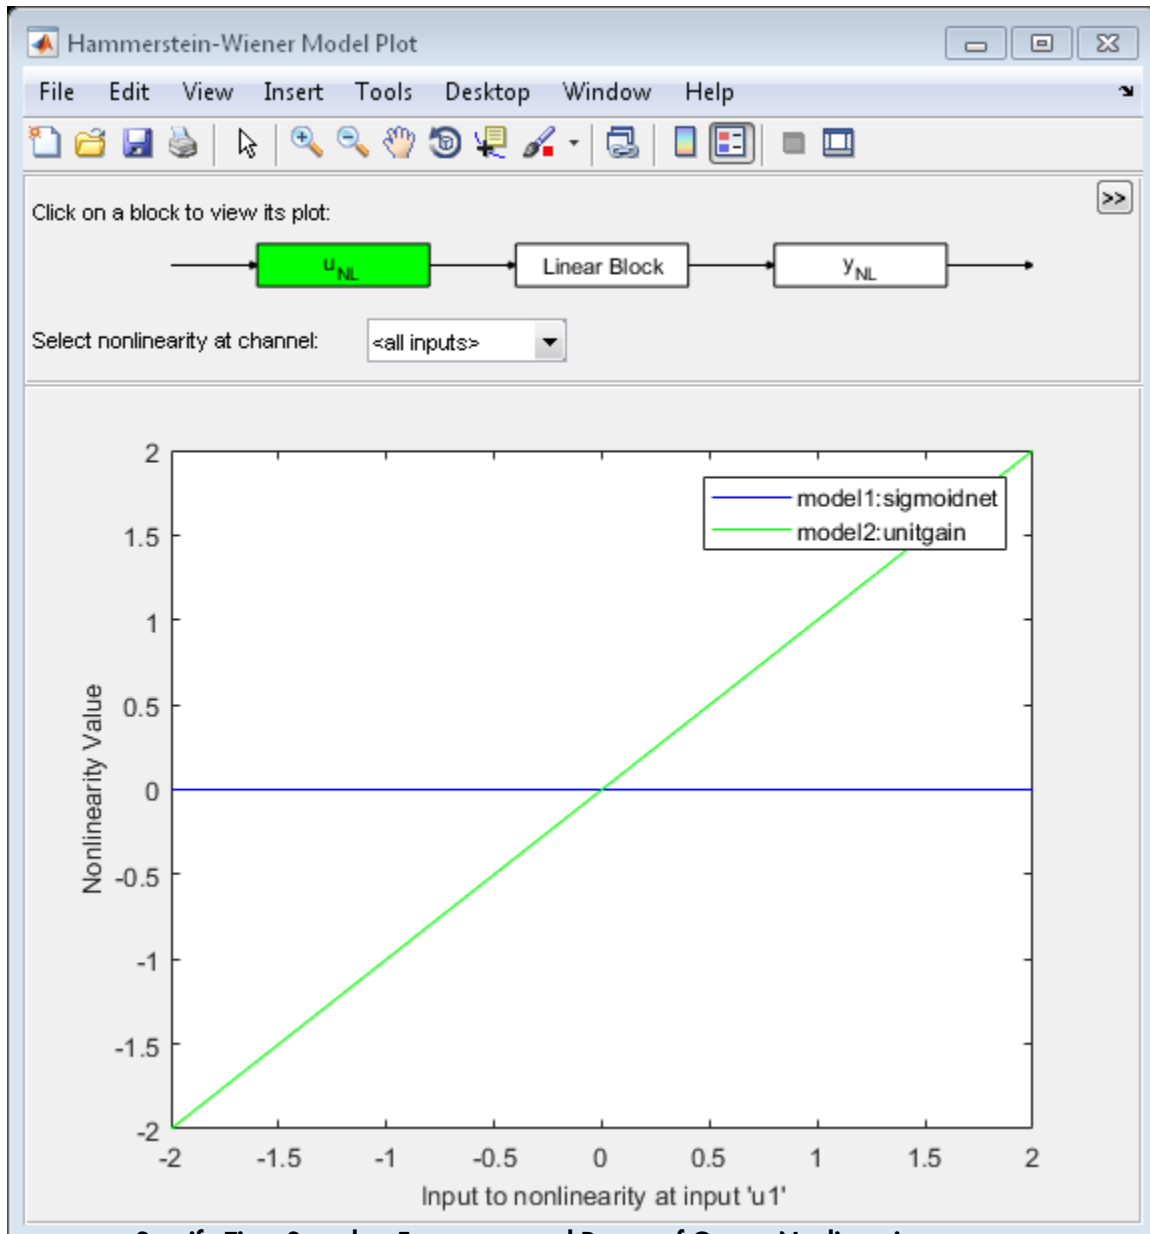 Hammerstein-Wiener Model Plot
File Edit View Insert Tools Desktop Window Help
Click on a block to view its plot:
>>
uNL Linear Block yNL
Select nonlinearity at channel: <all inputs>
model1:sigmoidnet
model2:unitgain
2
1.5
1
0.5
0
-0.5
-1
-1.5
-2
Nonlinearity Value
-2 -1.5 -1 -0.5 0 0.5 1 1.5 2
Input to nonlinearity at input 'u1'